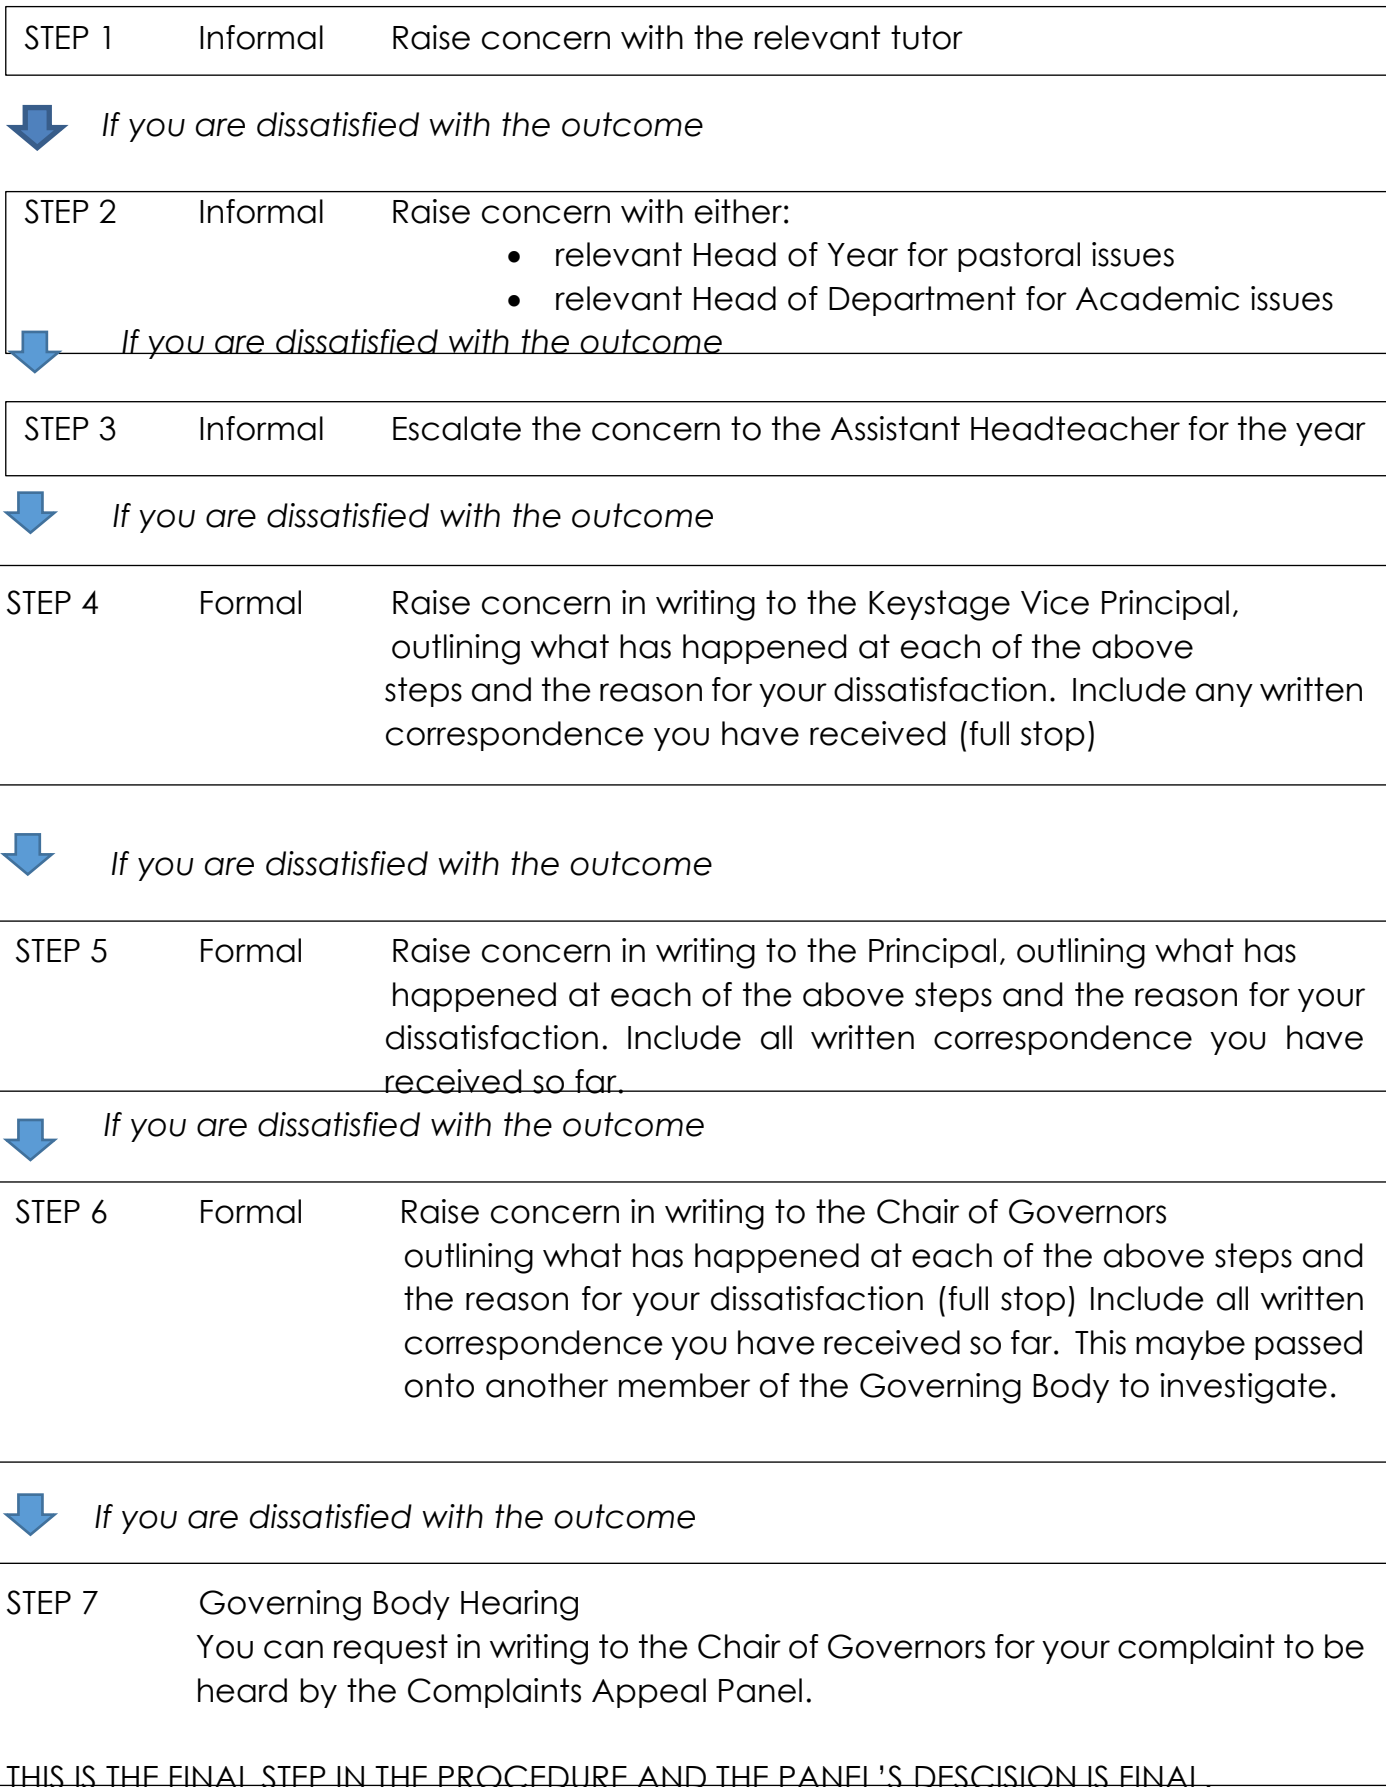 STEP 1 Informal Raise concern with the relevant tutor
If you are dissatisfied with the outcome
STEP 2 Informal Raise concern with either:
• relevant Head of Year for pastoral issues
• relevant Head of Department for Academic issues
If you are dissatisfied with the outcome
STEP 3 Informal Escalate the concern to the Assistant Headteacher for the year
If you are dissatisfied with the outcome
STEP 4 Formal Raise concern in writing to the Keystage Vice Principal,
outlining what has happened at each of the above
steps and the reason for your dissatisfaction. Include any written
correspondence you have received (full stop)
If you are dissatisfied with the outcome
STEP 5 Formal Raise concern in writing to the Principal, outlining what has
happened at each of the above steps and the reason for your
dissatisfaction. Include all written correspondence you have
received so far.
If you are dissatisfied with the outcome
STEP 6 Formal Raise concern in writing to the Chair of Governors
outlining what has happened at each of the above steps and
the reason for your dissatisfaction (full stop) Include all written
correspondence you have received so far. This maybe passed
onto another member of the Governing Body to investigate.
If you are dissatisfied with the outcome
STEP 7 Governing Body Hearing
You can request in writing to the Chair of Governors for your complaint to be
heard by the Complaints Appeal Panel.
THIS IS THE FINAL STEP IN THE PROCEDURE AND THE PANEL'S DESCISION IS FINAL.